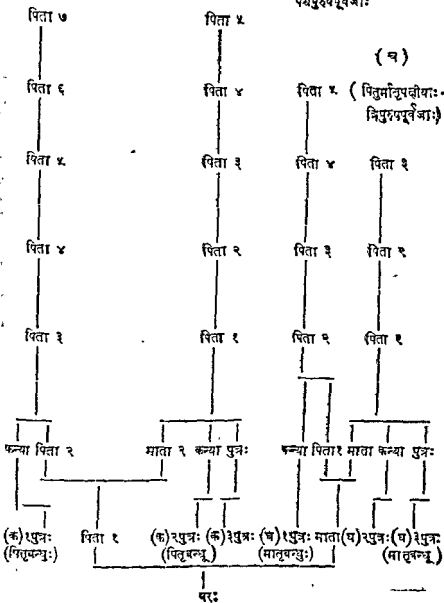 पञ्चपुरुषपूर्वजाः
पिता ७ पिता ५
(च)
पिता ६ पिता ४ पिता ५ (पितुर्मातृपक्षीयाः
त्रिपुरुषपूर्वजाः)
पिता ५ पिता ३ पिता ४ पिता ३
पिता ४ पिता २ पिता ३ पिता २
पिता ३ पिता १ पिता २ पिता १
कन्या पिता २ माता २ कन्या पुत्रः कन्या पिता१ माता कन्या पुत्रः
(क)१पुत्रः पिता १ (क)२पुत्रः (क)३पुत्रः (घ)१पुत्रः माता (घ)२पुत्रः (घ)३पुत्रः
(पितृबन्धुः) (पितृबन्धू) (मातृबन्धुः) (मातृबन्धू)
वरः